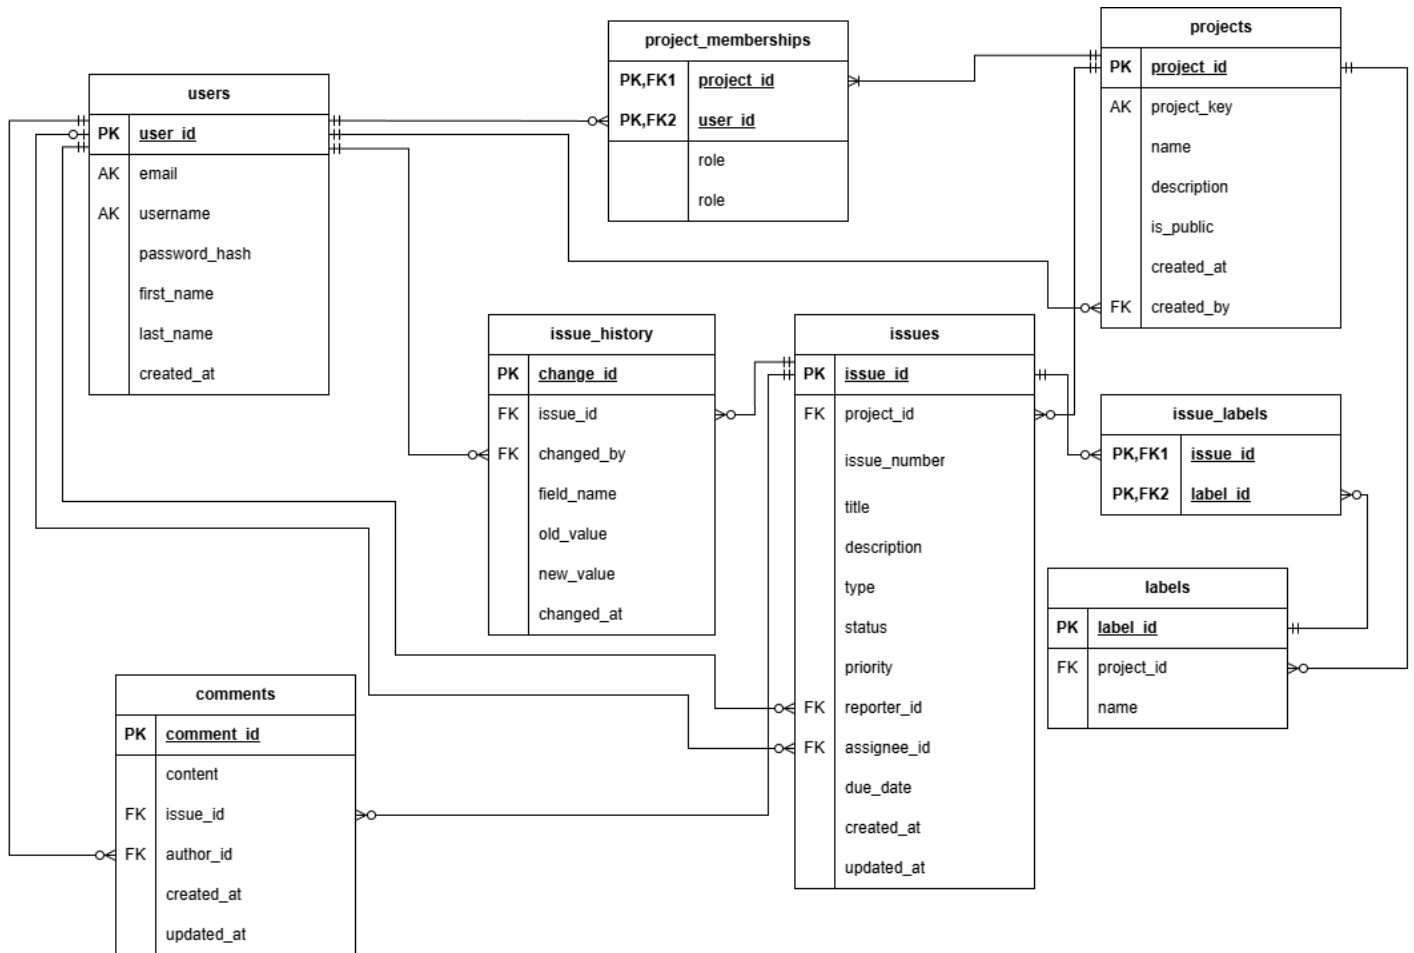 project_memberships
PK,FK1 project_id
PK,FK2 user_id
role
role
projects
PK project_id
AK project_key
name
description
is_public
created_at
FK created_by
users
PK user_id
AK email
AK username
password_hash
first_name
last_name
created_at
issue_history
PK change_id
FK issue_id
FK changed_by
field_name
old_value
new_value
changed_at
issues
PK issue_id
FK project_id
issue_number
title
description
type
status
priority
FK reporter_id
FK assignee_id
due_date
created_at
updated_at
issue_labels
PK,FK1 issue_id
PK,FK2 label_id
labels
PK label_id
FK project_id
name
comments
PK comment_id
content
FK issue_id
FK author_id
created_at
updated_at